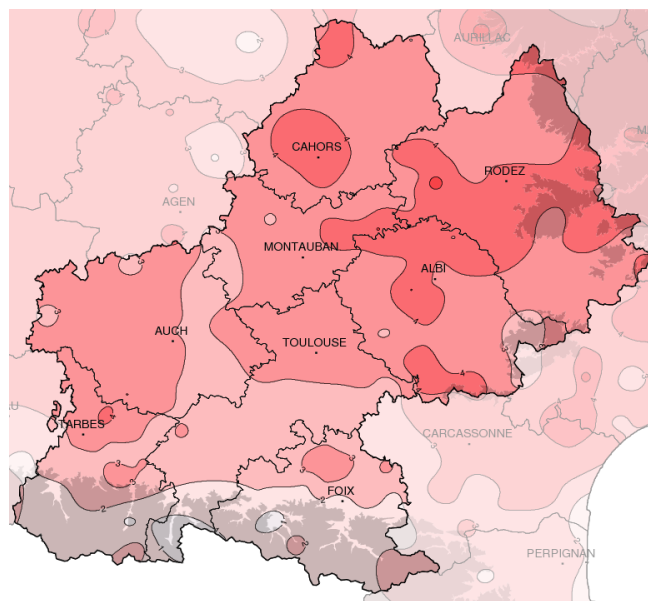 AURILLAC
CAHORS
RODEZ
AGEN
MONTAUBAN
ALBI
AUCH
TOULOUSE
TARBES
CARCASSONNE
FOIX
PERPIGNAN